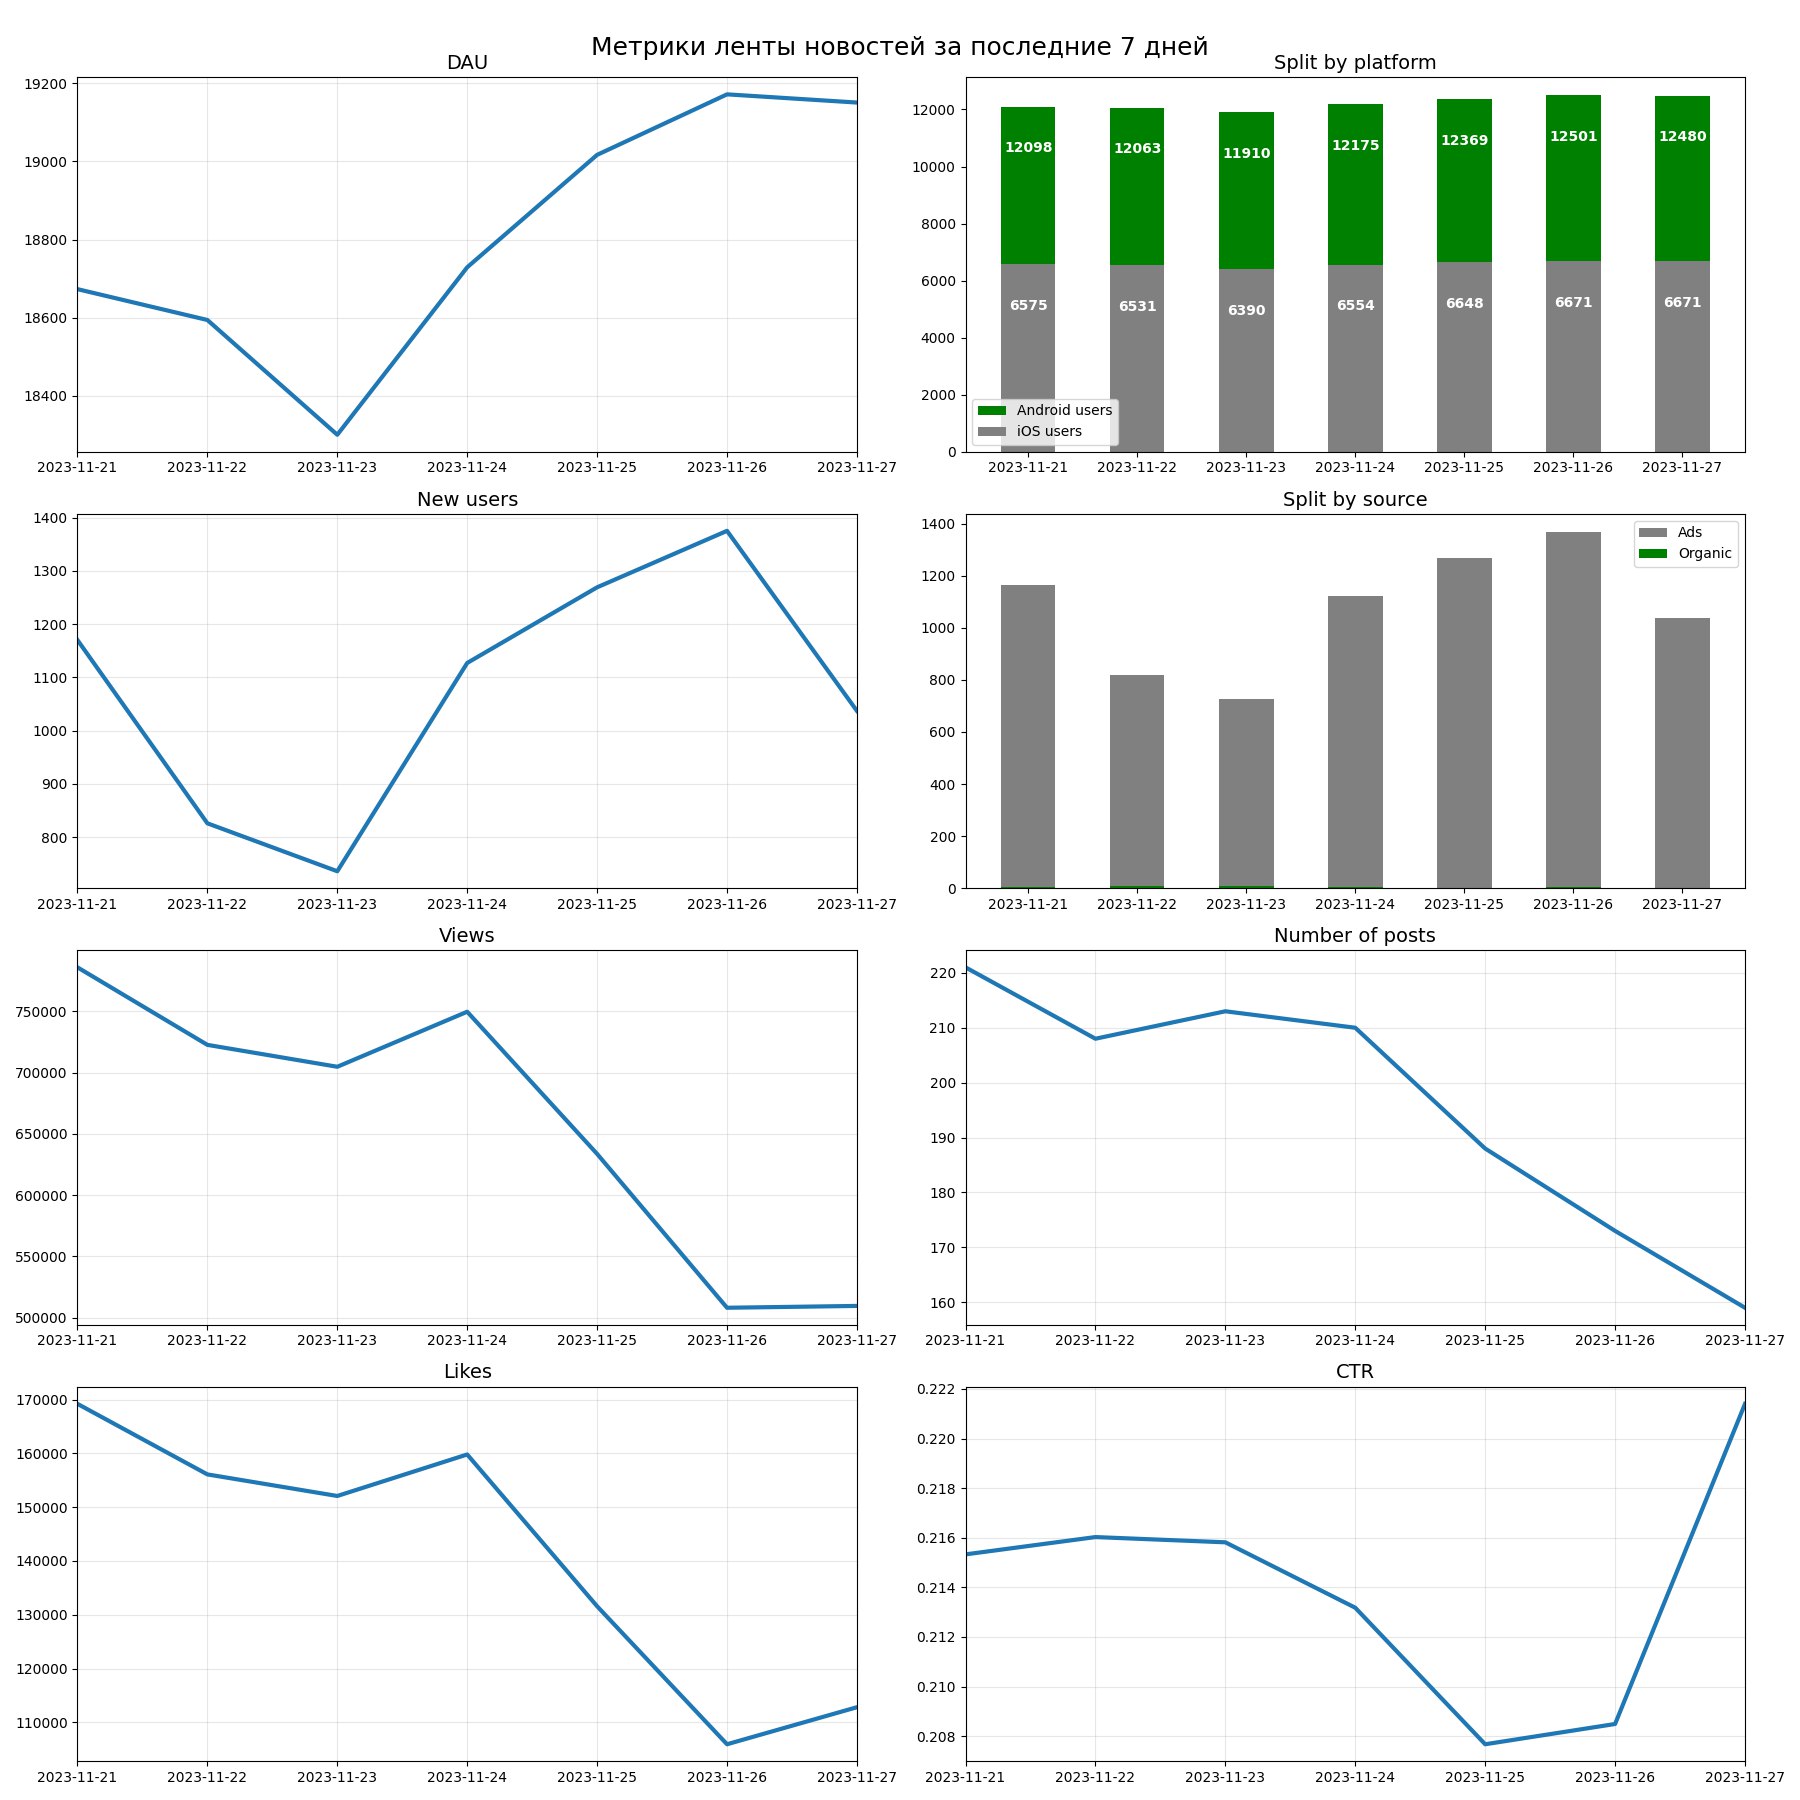 Метрики ленты новостей за последние 7 дней
DAU
19200
19000
18800
18600
18400
2023-11-21 2023-11-22 2023-11-23 2023-11-24 2023-11-25 2023-11-26 2023-11-27
Split by platform
12000
10000
8000
6000
4000
2000
0
12098 12063 11910 12175 12369 12501 12480
6575 6531 6390 6554 6648 6671 6671
Android users
iOS users
2023-11-21 2023-11-22 2023-11-23 2023-11-24 2023-11-25 2023-11-26 2023-11-27
New users
1400
1300
1200
1100
1000
900
800
2023-11-21 2023-11-22 2023-11-23 2023-11-24 2023-11-25 2023-11-26 2023-11-27
Split by source
1400
1200
1000
800
600
400
200
0
Ads
Organic
2023-11-21 2023-11-22 2023-11-23 2023-11-24 2023-11-25 2023-11-26 2023-11-27
Views
750000
700000
650000
600000
550000
500000
2023-11-21 2023-11-22 2023-11-23 2023-11-24 2023-11-25 2023-11-26 2023-11-27
Number of posts
220
210
200
190
180
170
160
2023-11-21 2023-11-22 2023-11-23 2023-11-24 2023-11-25 2023-11-26 2023-11-27
Likes
170000
160000
150000
140000
130000
120000
110000
2023-11-21 2023-11-22 2023-11-23 2023-11-24 2023-11-25 2023-11-26 2023-11-27
CTR
0.222
0.220
0.218
0.216
0.214
0.212
0.210
0.208
2023-11-21 2023-11-22 2023-11-23 2023-11-24 2023-11-25 2023-11-26 2023-11-27